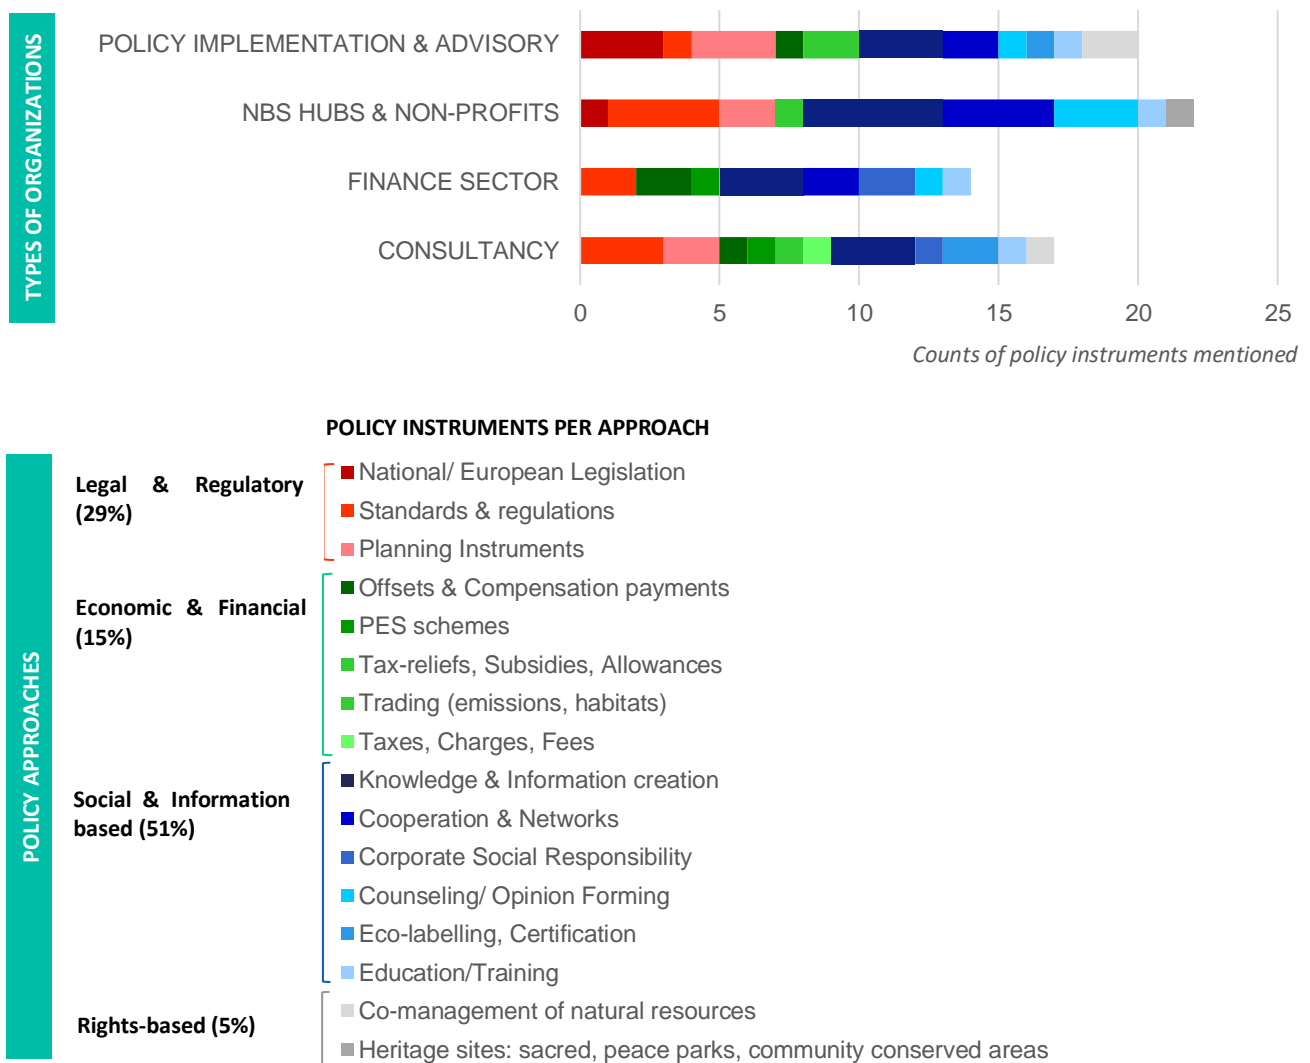 TYPES OF ORGANIZATIONS
POLICY IMPLEMENTATION & ADVISORY
NBS HUBS & NON-PROFITS
FINANCE SECTOR
CONSULTANCY
0 5 10 15 20 25
Counts of policy instruments mentioned
POLICY INSTRUMENTS PER APPROACH
POLICY APPROACHES
Legal & Regulatory
(29%)
National/ European Legislation
Standards & regulations
Planning Instruments
Economic & Financial
(15%)
Offsets & Compensation payments
PES schemes
Tax-reliefs, Subsidies, Allowances
Trading (emissions, habitats)
Taxes, Charges, Fees
Social & Information
based (51%)
Knowledge & Information creation
Cooperation & Networks
Corporate Social Responsibility
Counseling/ Opinion Forming
Eco-labelling, Certification
Education/Training
Rights-based (5%)
Co-management of natural resources
Heritage sites: sacred, peace parks, community conserved areas